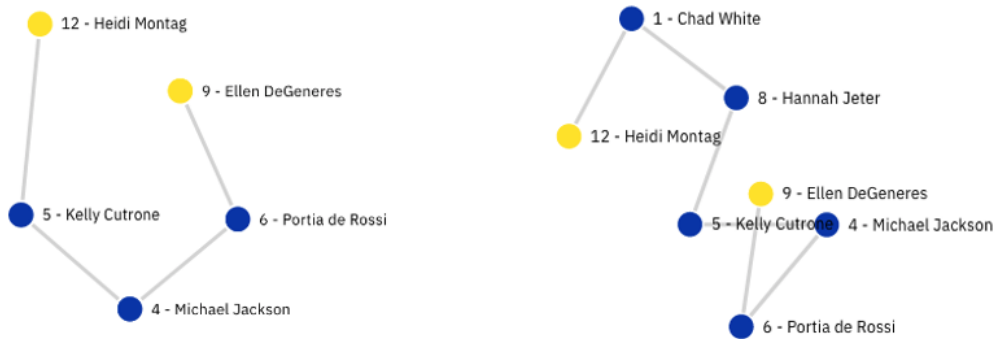 12 - Heidi Montag
9 - Ellen DeGeneres
5 - Kelly Cutrone
6 - Portia de Rossi
4 - Michael Jackson
1 - Chad White
8 - Hannah Jeter
12 - Heidi Montag
9 - Ellen DeGeneres
5 - Kelly Cutrone
4 - Michael Jackson
6 - Portia de Rossi